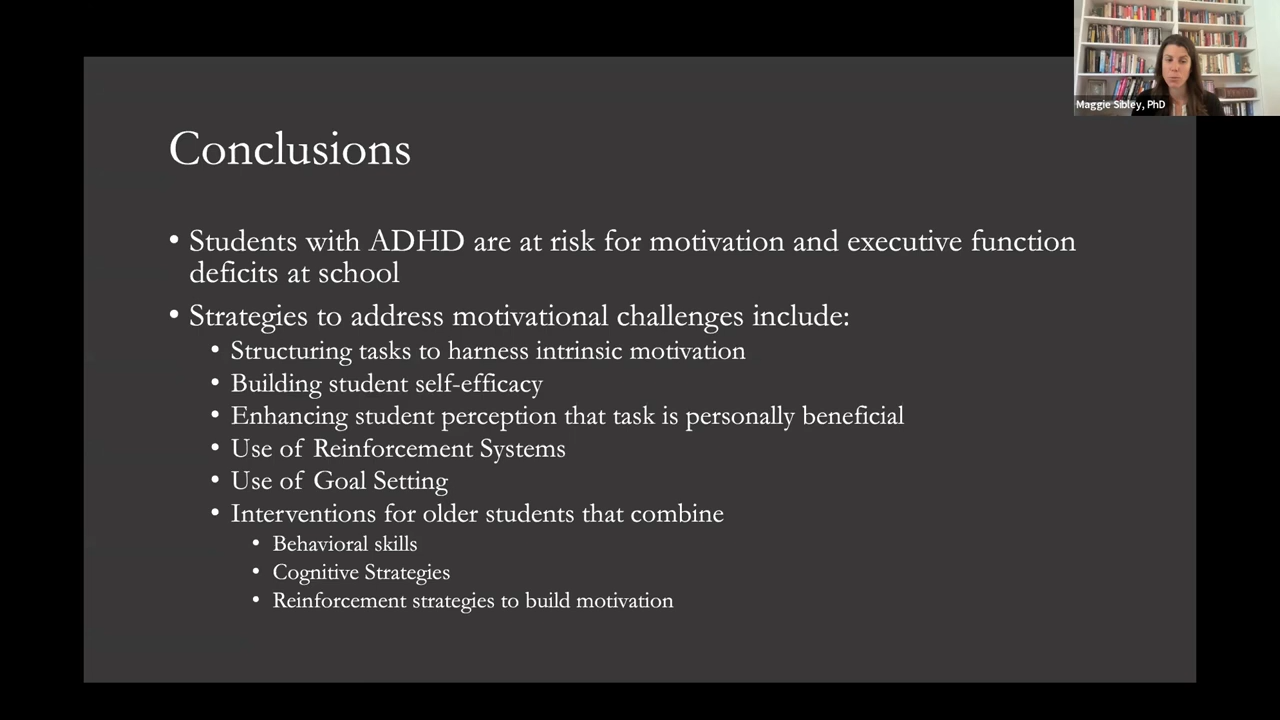 Maggie Sibley, PhD
Conclusions
• Students with ADHD are at risk for motivation and executive function
deficits at school
• Strategies to address motivational challenges include:
• Structuring tasks to harness intrinsic motivation
• Building student self-efficacy
• Enhancing student perception that task is personally beneficial
• Use of Reinforcement Systems
• Use of Goal Setting
• Interventions for older students that combine
• Behavioral skills
• Cognitive Strategies
• Reinforcement strategies to build motivation